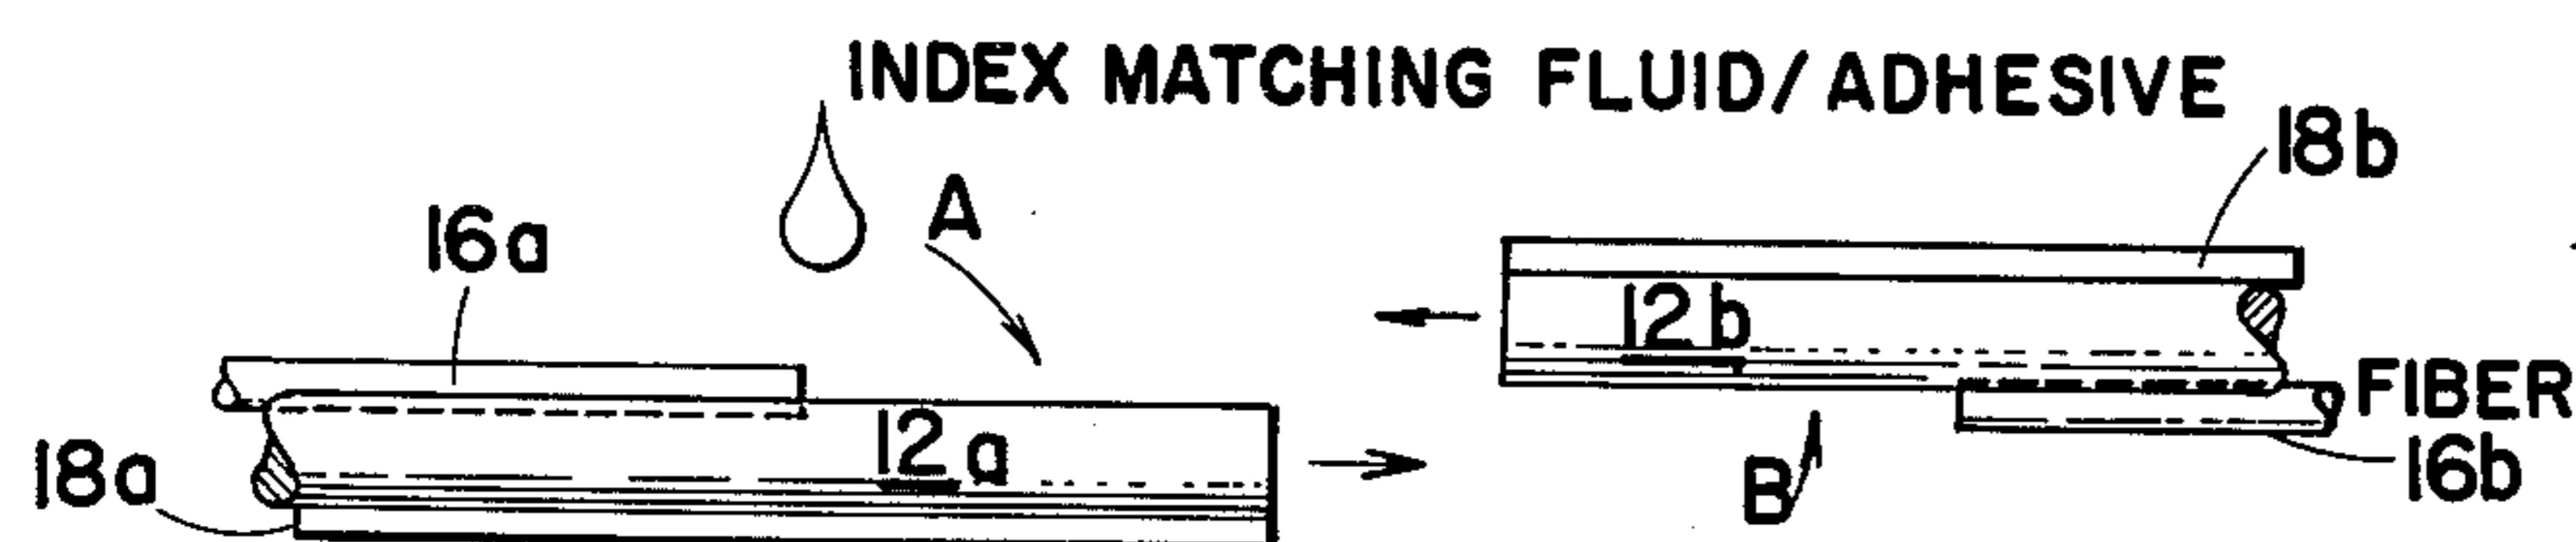 INDEX MATCHING FLUID/ADHESIVE
18b
A
16a
12b
FIBER
12a
18a
B
16b